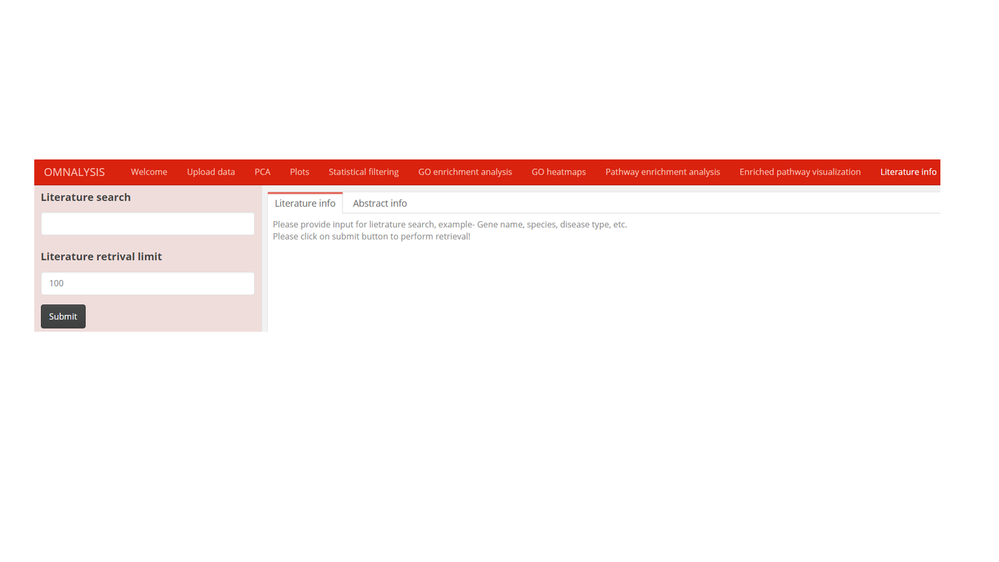 OMNALYSIS Welcome Upload data PCA Plots Statistical filtering GO enrichment analysis GO heatmaps Pathway enrichment analysis Enriched pathway visualization Literature info
Literature search
Literature retrival limit
100
Submit
Literature info Abstract info
Please provide input for lietrature search, example- Gene name, species, disease type, etc.
Please click on submit button to perform retrieval!